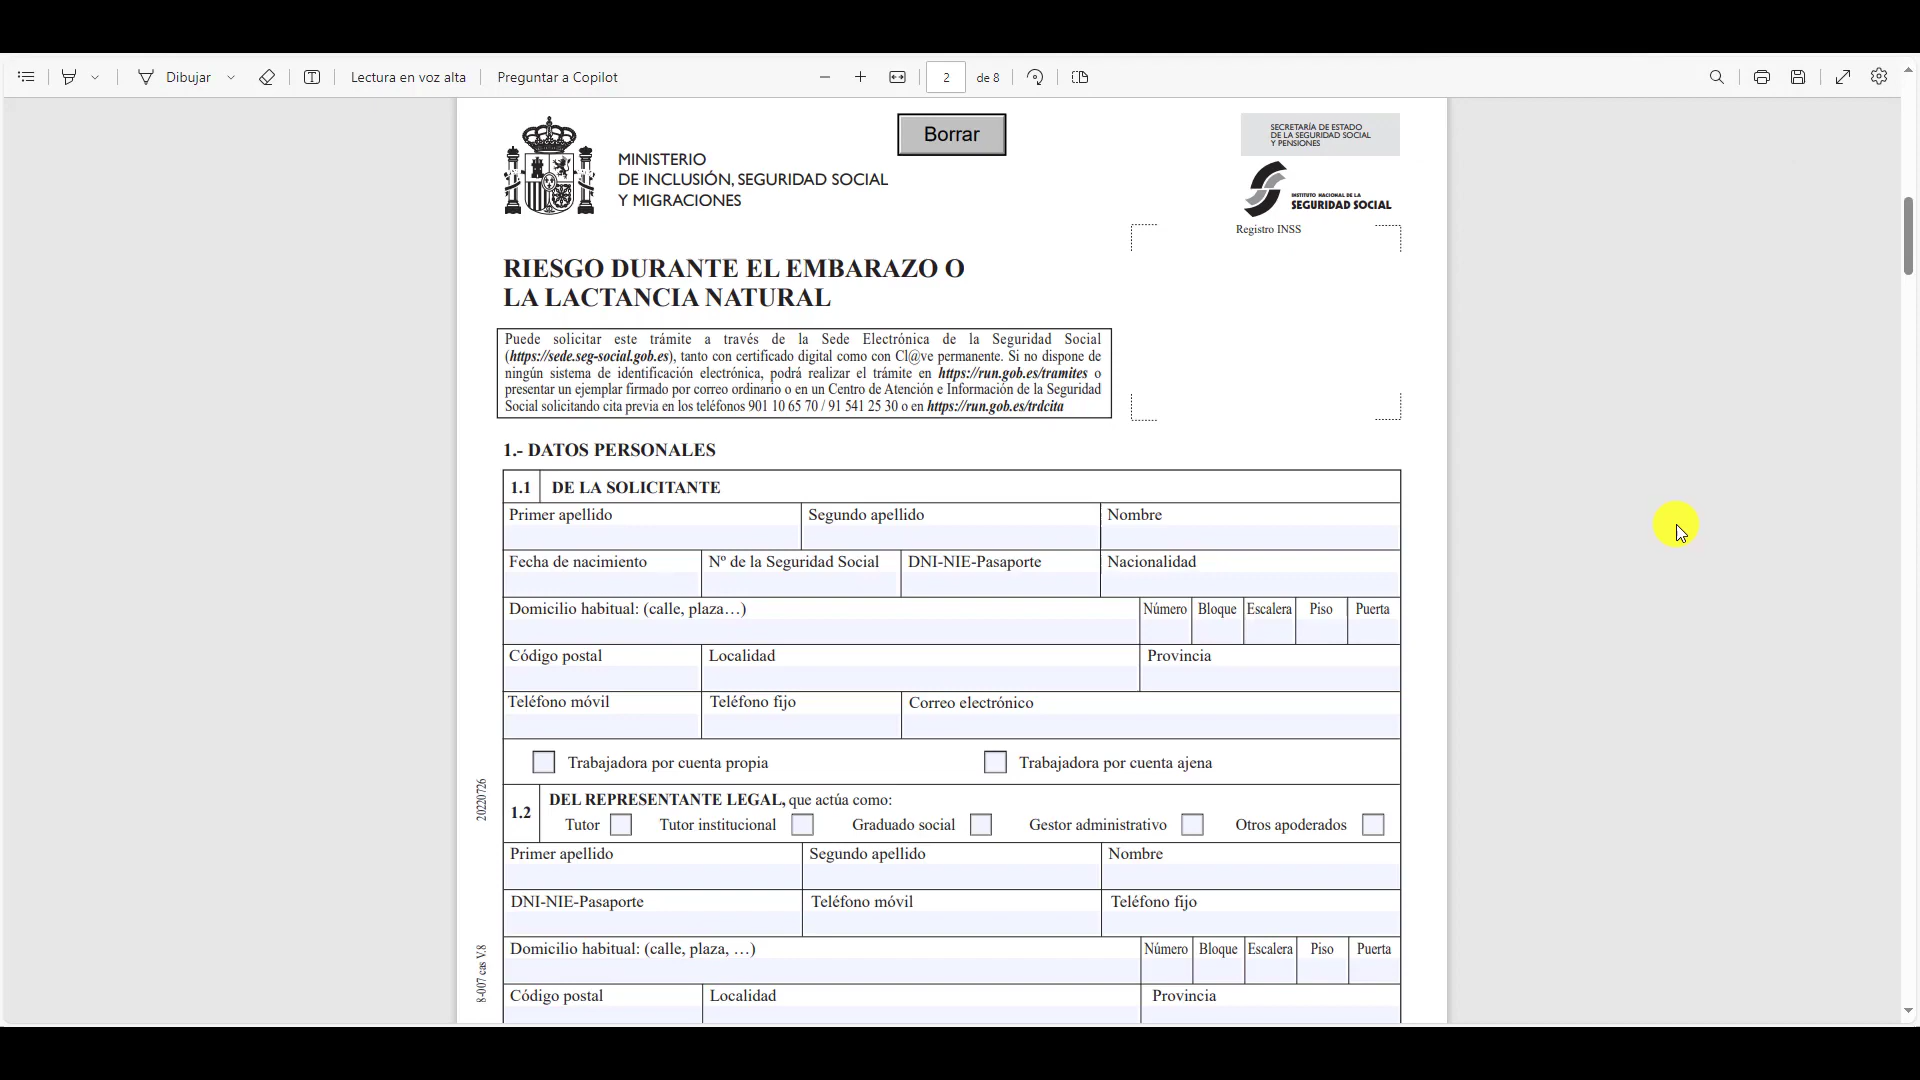 Dibujar
Lectura en voz alta
Preguntar a Copilot
2
de 8
MINISTERIO
DE INCLUSIÓN, SEGURIDAD SOCIAL
Y MIGRACIONES
Borrar
SECRETARÍA DE ESTADO
DE LA SEGURIDAD SOCIAL
Y PENSIONES
INSTITUTO NACIONAL DE LA
SEGURIDAD SOCIAL
Registro INSS
RIESGO DURANTE EL EMBARAZO O
LA LACTANCIA NATURAL
Puede solicitar este trámite a través de la Sede Electrónica de la Seguridad Social
(https://sede.seg-social.gob.es), tanto con certificado digital como con Cl@ve permanente. Si no dispone de
ningún sistema de identificación electrónica, podrá realizar el trámite en https://run.gob.es/tramites o
presentar un ejemplar firmado por correo ordinario o en un Centro de Atención e Información de la Seguridad
Social solicitando cita previa en los teléfonos 901 10 65 70 / 91 541 25 30 o en https://run.gob.es/trdcita
1.- DATOS PERSONALES
1.1 DE LA SOLICITANTE
Primer apellido Segundo apellido Nombre
Fecha de nacimiento Nº de la Seguridad Social DNI-NIE-Pasaporte Nacionalidad
Domicilio habitual: (calle, plaza…) Número Bloque Escalera Piso Puerta
Código postal Localidad Provincia
Teléfono móvil Teléfono fijo Correo electrónico
Trabajadora por cuenta propia Trabajadora por cuenta ajena
1.2 DEL REPRESENTANTE LEGAL, que actúa como:
Tutor Tutor institucional Graduado social Gestor administrativo Otros apoderados
Primer apellido Segundo apellido Nombre
DNI-NIE-Pasaporte Teléfono móvil Teléfono fijo
Domicilio habitual: (calle, plaza, …) Número Bloque Escalera Piso Puerta
Código postal Localidad Provincia
20220726
8-007 cas V.8